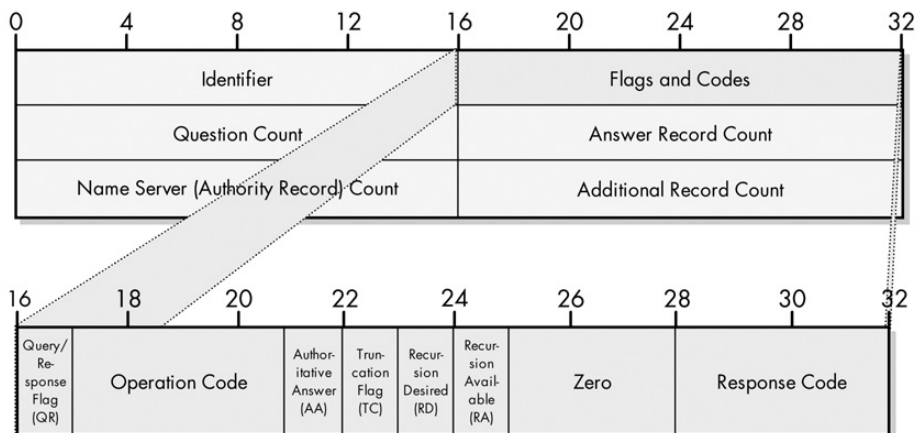 0 4 8 12 16 20 24 28 32
Identifier Flags and Codes
Question Count Answer Record Count
Name Server (Authority Record) Count Additional Record Count
16 18 20 22 24 26 28 30 32
Query/
Re-
sponse
Flag
(QR)
Operation Code
Author-
itative
Answer
(AA)
Trun-
cation
Flag
(TC)
Recur-
sion
Desired
(RD)
Recur-
sion
Avail-
able
(RA)
Zero
Response Code